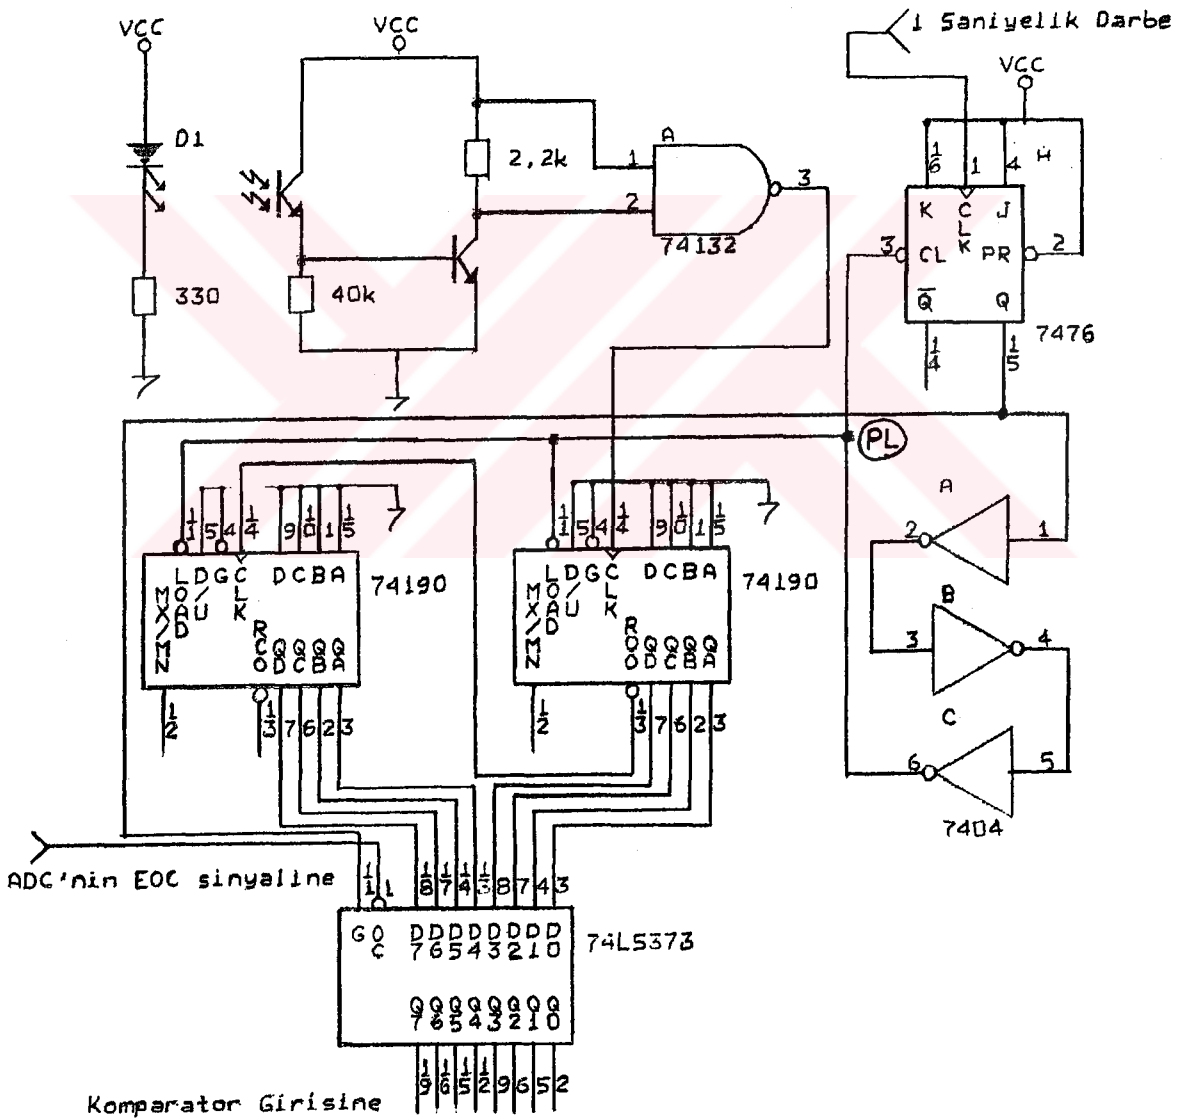 1 Saniyelik Darbe
VCC
VCC
VCC
D1
330
40k
2,2k
A
1
2
3
74132
16
1
4
H
K
CLK
J
3
CL
PR
2
Q̅
Q
7476
14
15
PL
11
5
4
14
9
10
1
15
LOAD
D/U
G
CLK
D
C
B
A
MX/MN
RCO
QD
QC
QB
QA
74190
12
13
7
6
2
3
11
5
4
14
9
10
1
15
LOAD
D/U
G
CLK
D
C
B
A
MX/MN
RCO
QD
QC
QB
QA
74190
12
13
7
6
2
3
A
2
1
B
3
4
C
6
5
7404
ADC'nin EOC sinyaline
11
1
18
17
14
13
8
7
4
3
G
OC
D7
D6
D5
D4
D3
D2
D1
D0
74LS373
Q7
Q6
Q5
Q4
Q3
Q2
Q1
Q0
19
16
15
12
9
6
5
2
Komparator Girisine